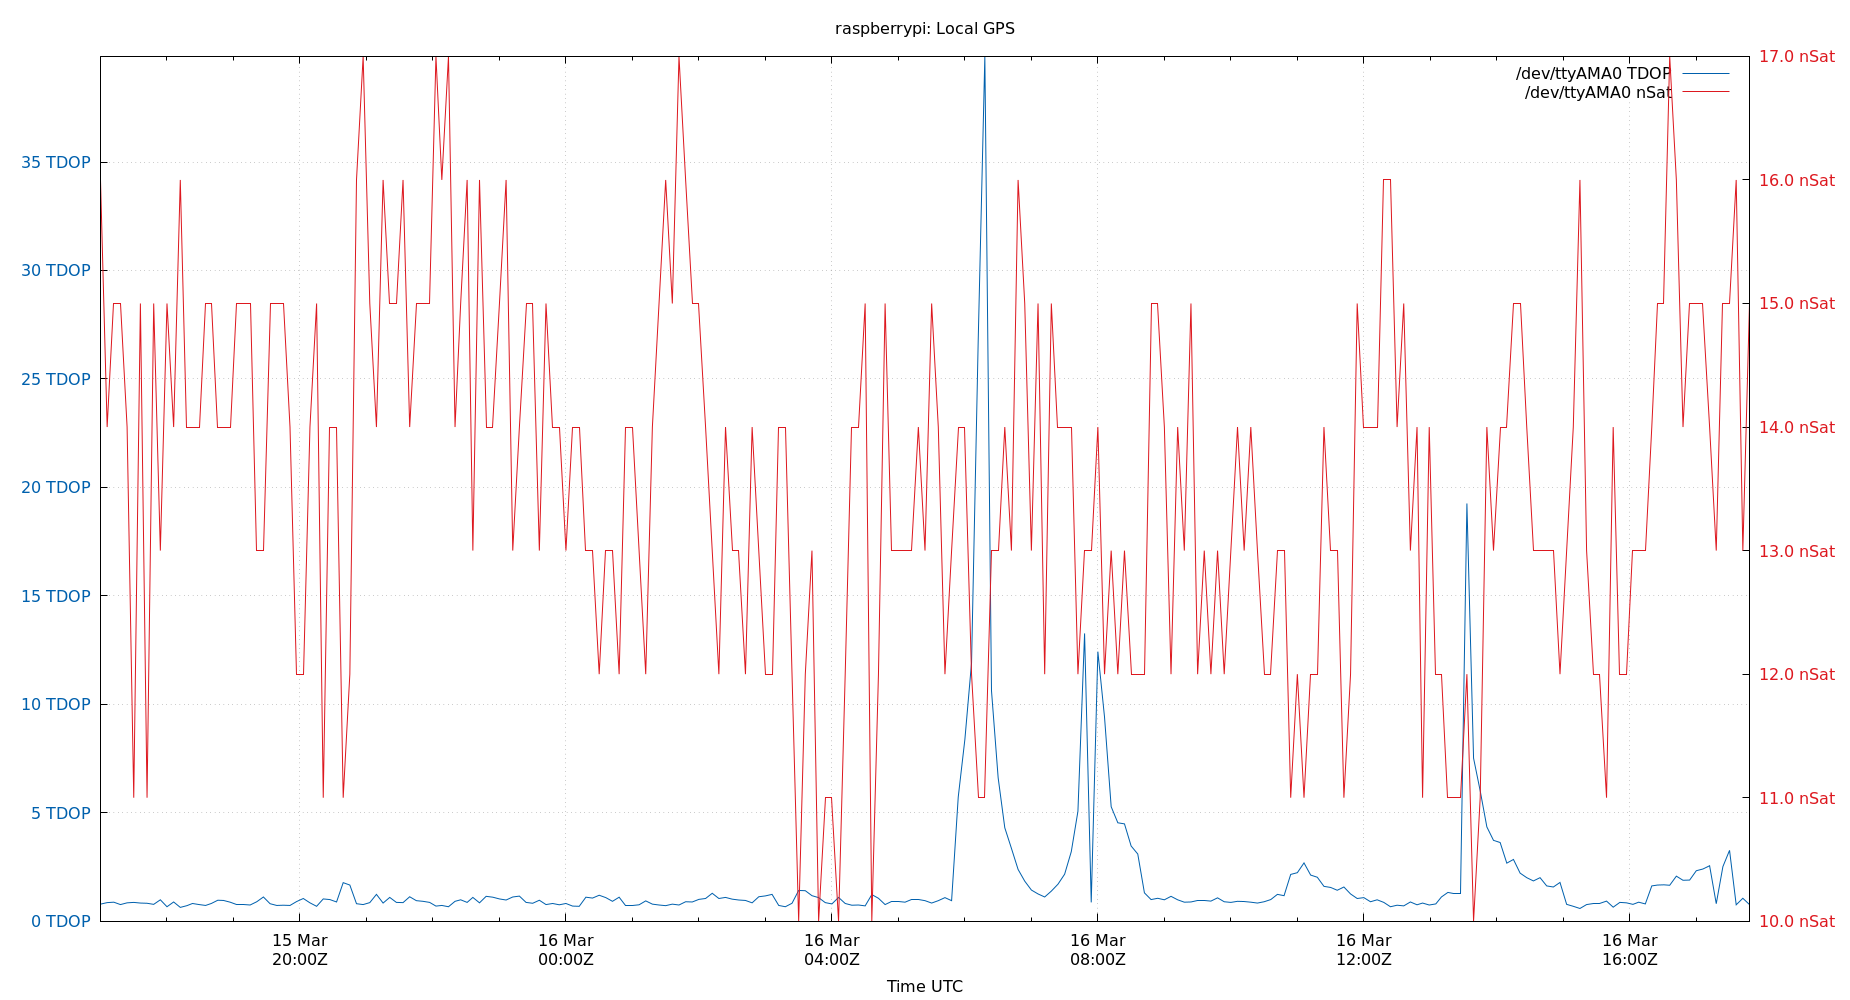 raspberrypi: Local GPS
17.0 nSat
/dev/ttyAMA0 TDOP
/dev/ttyAMA0 nSat
35 TDOP
16.0 nSat
30 TDOP
15.0 nSat
25 TDOP
14.0 nSat
20 TDOP
13.0 nSat
15 TDOP
12.0 nSat
10 TDOP
11.0 nSat
5 TDOP
0 TDOP
10.0 nSat
15 Mar
20:00Z
16 Mar
00:00Z
16 Mar
04:00Z
16 Mar
08:00Z
16 Mar
12:00Z
16 Mar
16:00Z
Time UTC